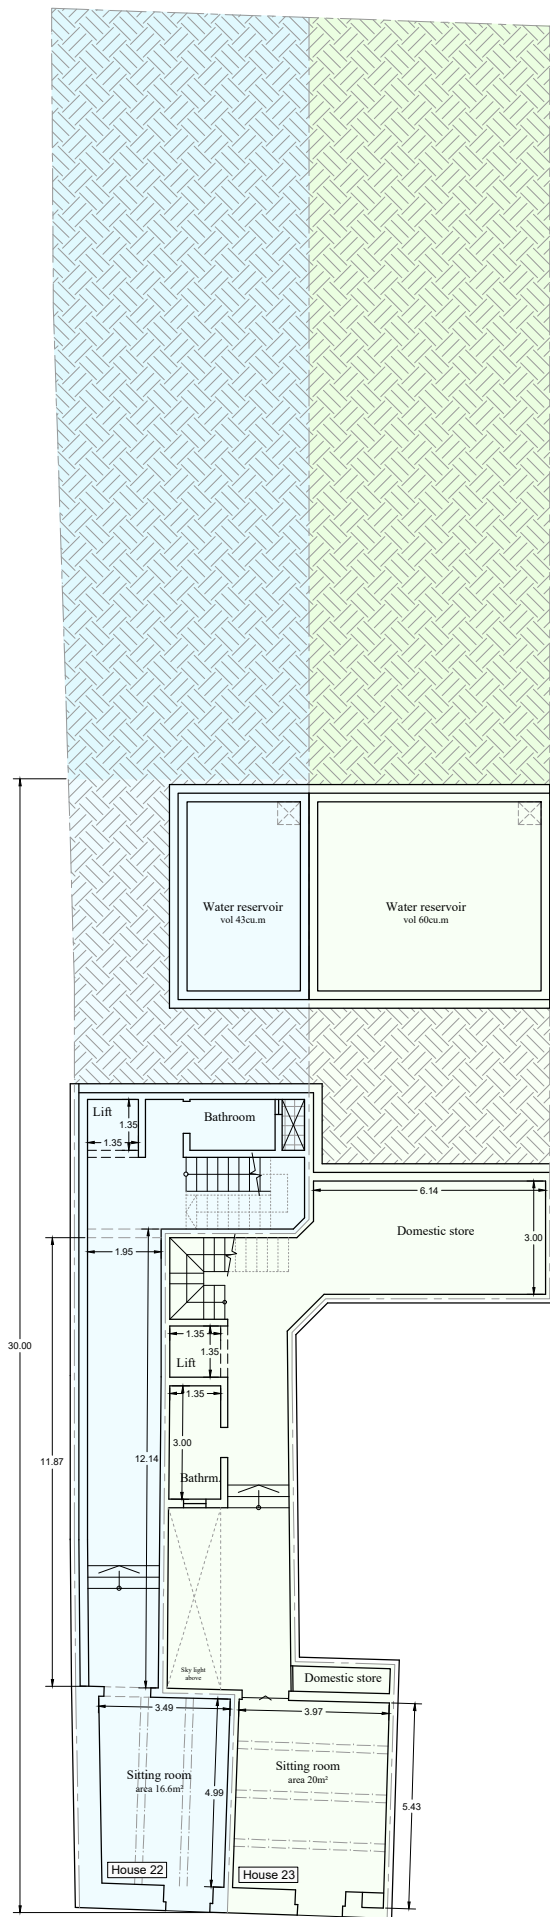 Water reservoir
vol 43cu.m
Water reservoir
vol 60cu.m
Lift
1.35
1.35
Bathroom
6.14
Domestic store
3.00
1.95
1.35
1.35
Lift
1.35
30.00
11.87
12.14
3.00
Bathrm.
Sky light
above
Domestic store
3.49
3.97
Sitting room
area 16.6m²
4.99
Sitting room
area 20m²
5.43
House 22
House 23